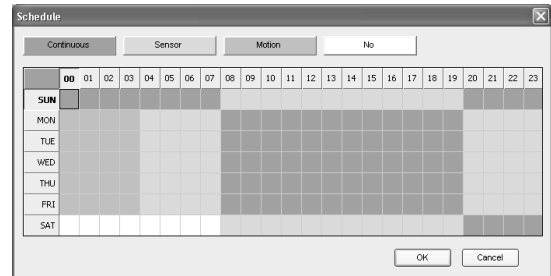 Schedule
Continuous Sensor Motion No
00 01 02 03 04 05 06 07 08 09 10 11 12 13 14 15 16 17 18 19 20 21 22 23
SUN
MON
TUE
WED
THU
FRI
SAT
OK Cancel